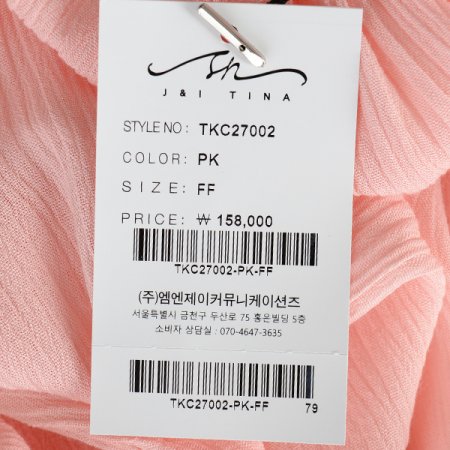 J&I TINA
STYLE NO : TKC27002
COLOR: PK
SIZE: FF
PRICE: ₩ 158,000
TKC27002-PK-FF
(주)엠엔제이커뮤니케이션즈
서울특별시 금천구 두산로 75 홍은빌딩 5층
소비자 상담실 : 070-4647-3635
TKC27002-PK-FF 79